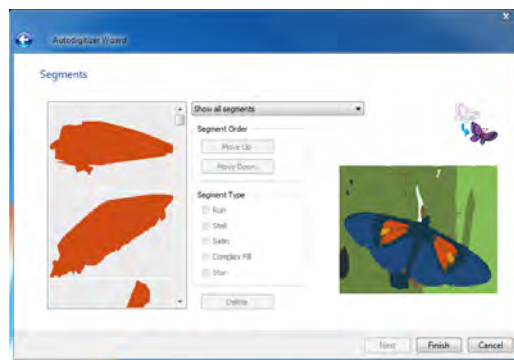 Autodigitizer Wizard
Segments
Show all segments
Segment Order
Move Up
Move Down
Segment Type
Run
Steil
Satin
Complex Fill
Star
Delete
Next
Finish
Cancel